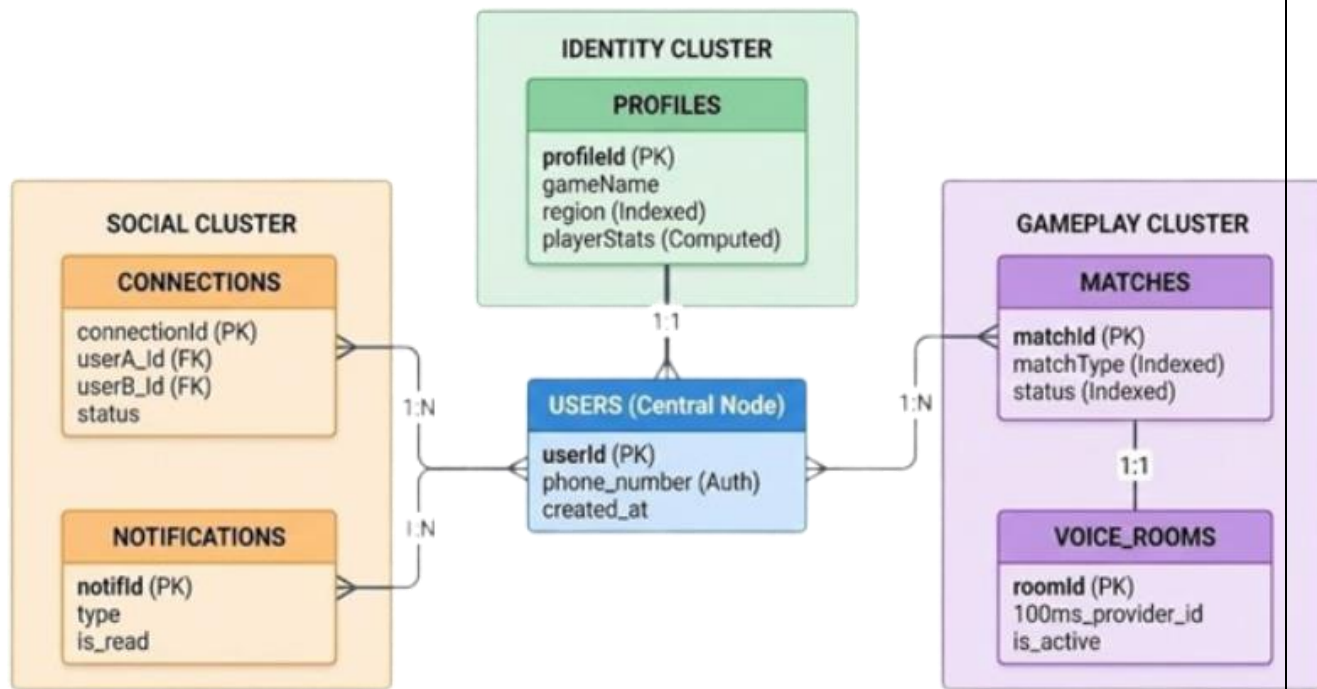 IDENTITY CLUSTER
PROFILES
profileId (PK)
gameName
region (Indexed)
playerStats (Computed)
1:1
SOCIAL CLUSTER
CONNECTIONS
connectionId (PK)
userA_Id (FK)
userB_Id (FK)
status
1:N
NOTIFICATIONS
notifId (PK)
type
is_read
1:N
USERS (Central Node)
userId (PK)
phone_number (Auth)
created_at
1:N
GAMEPLAY CLUSTER
MATCHES
matchId (PK)
matchType (Indexed)
status (Indexed)
1:1
VOICE_ROOMS
roomId (PK)
100ms_provider_id
is_active